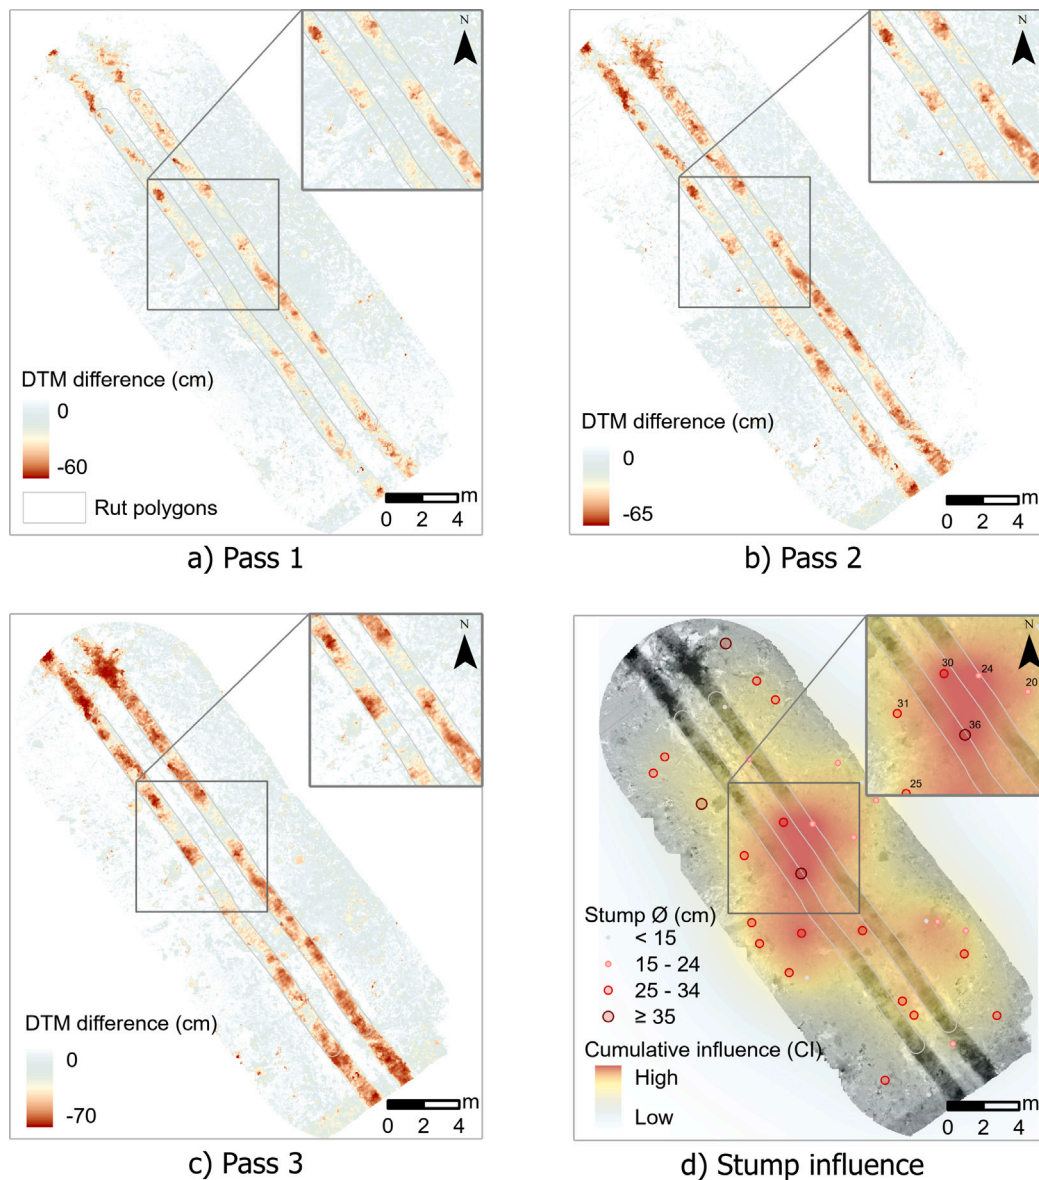 N
DTM difference (cm)
0
-60
Rut polygons
m
0 2 4
a) Pass 1
N
DTM difference (cm)
0
-65
m
0 2 4
b) Pass 2
N
DTM difference (cm)
0
-70
m
0 2 4
c) Pass 3
N
30
24
20
31
36
25
Stump Ø (cm)
< 15
15 - 24
25 - 34
≥ 35
Cumulative influence (CI)
High
Low
m
0 2 4
d) Stump influence